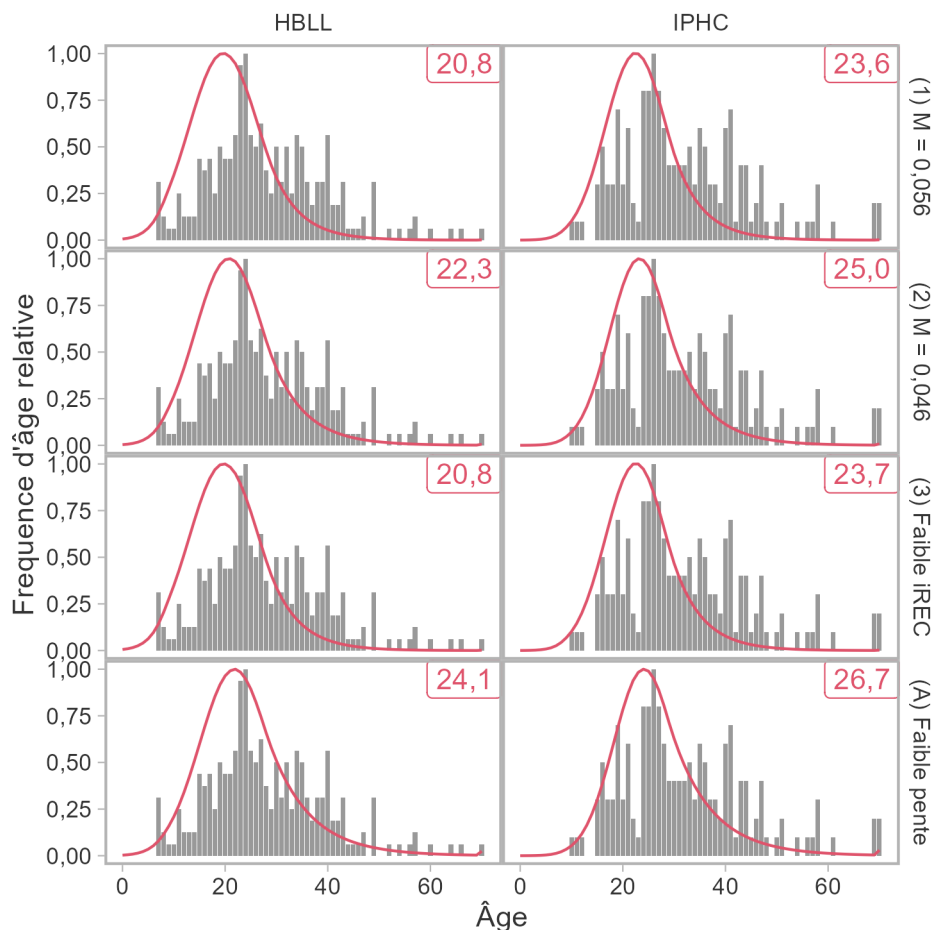 HBLL
IPHC
Frequence d'âge relative
1,00
0,75
0,50
0,25
0,00
20,8
23,6
(1) M = 0,056
1,00
0,75
0,50
0,25
0,00
22,3
25,0
(2) M = 0,046
1,00
0,75
0,50
0,25
0,00
20,8
23,7
(3) Faible iREC
1,00
0,75
0,50
0,25
0,00
24,1
26,7
(A) Faible pente
0 20 40 60
0 20 40 60
Âge